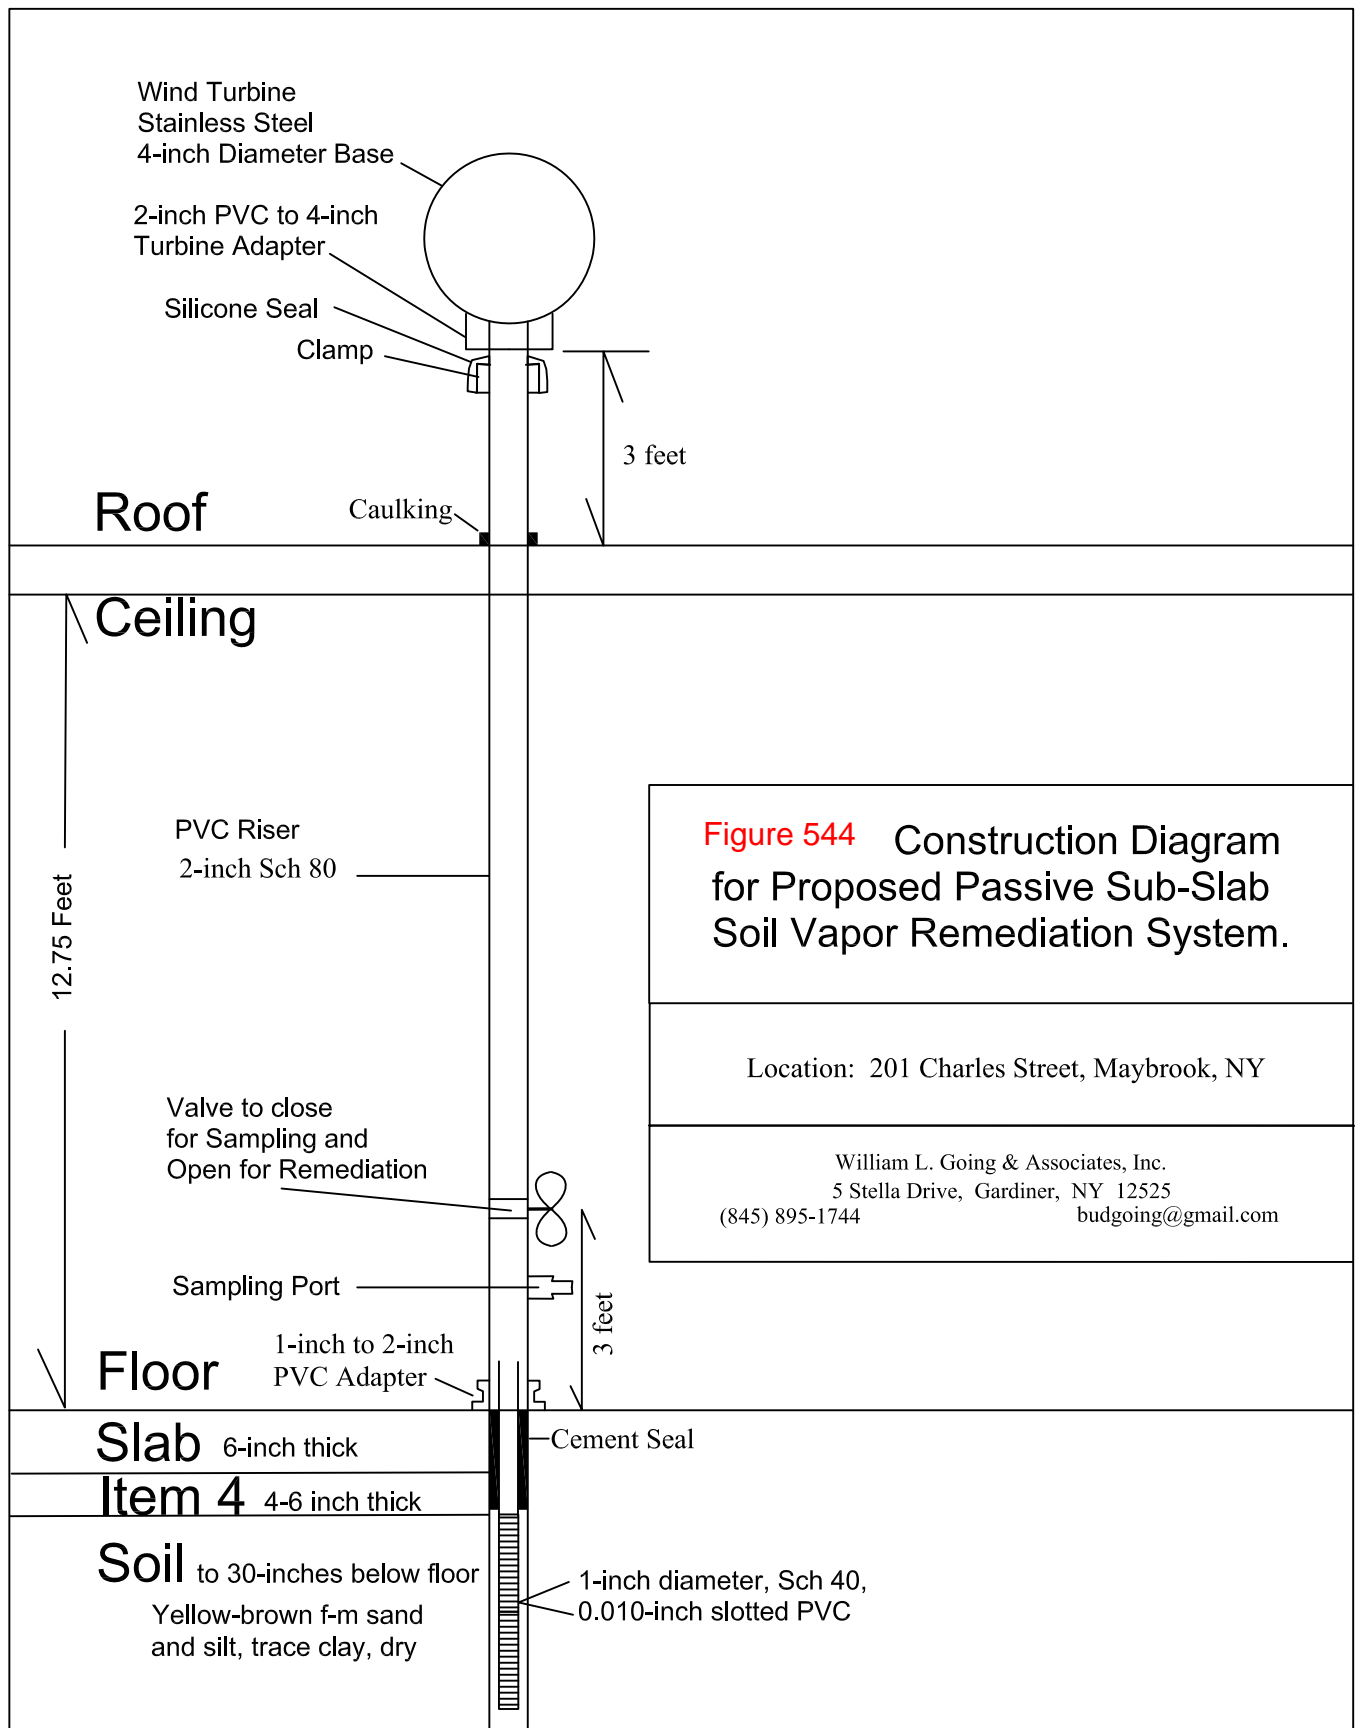 Wind Turbine
Stainless Steel
4-inch Diameter Base
2-inch PVC to 4-inch
Turbine Adapter
Silicone Seal
Clamp
3 feet
Roof
Caulking
Ceiling
12.75 Feet
PVC Riser
2-inch Sch 80
Figure 544 Construction Diagram
for Proposed Passive Sub-Slab
Soil Vapor Remediation System.
Location: 201 Charles Street, Maybrook, NY
William L. Going & Associates, Inc.
5 Stella Drive, Gardiner, NY 12525
(845) 895-1744 budgoing@gmail.com
Valve to close
for Sampling and
Open for Remediation
Sampling Port
3 feet
1-inch to 2-inch
PVC Adapter
Floor
Slab 6-inch thick
Cement Seal
Item 4 4-6 inch thick
Soil to 30-inches below floor
Yellow-brown f-m sand
and silt, trace clay, dry
1-inch diameter, Sch 40,
0.010-inch slotted PVC